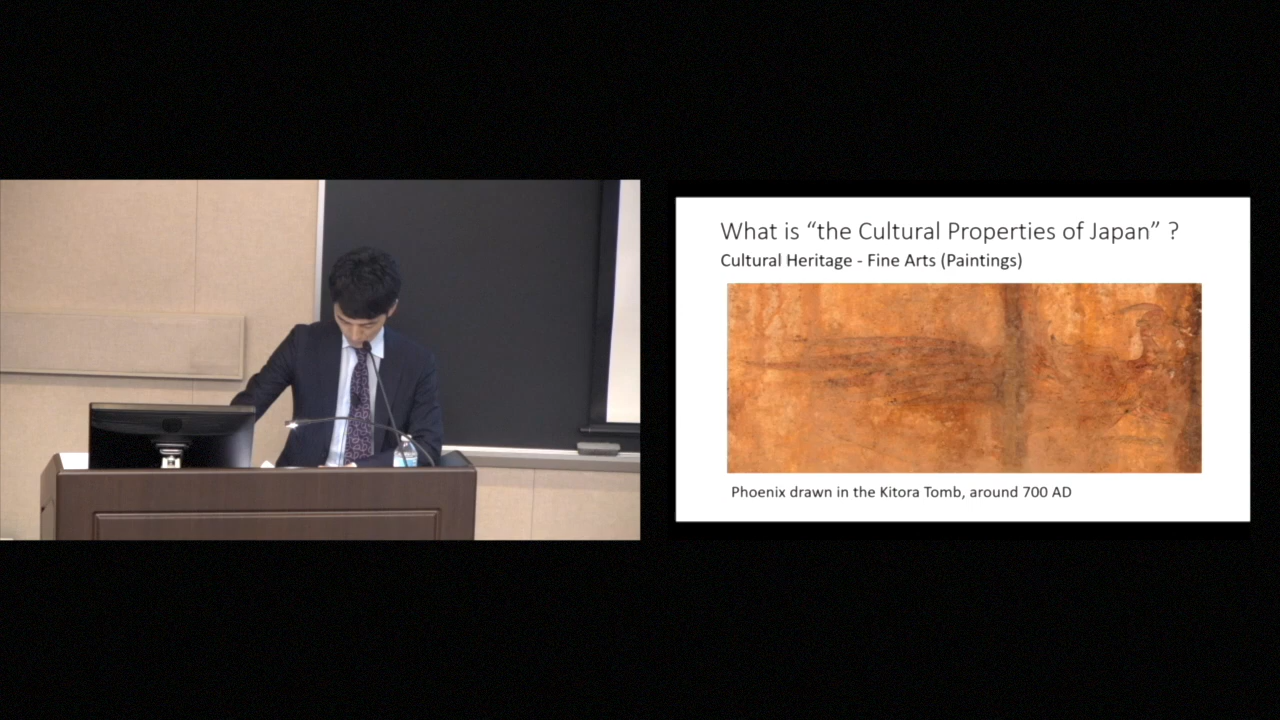 What is “the Cultural Properties of Japan” ?
Cultural Heritage - Fine Arts (Paintings)
Phoenix drawn in the Kitora Tomb, around 700 AD